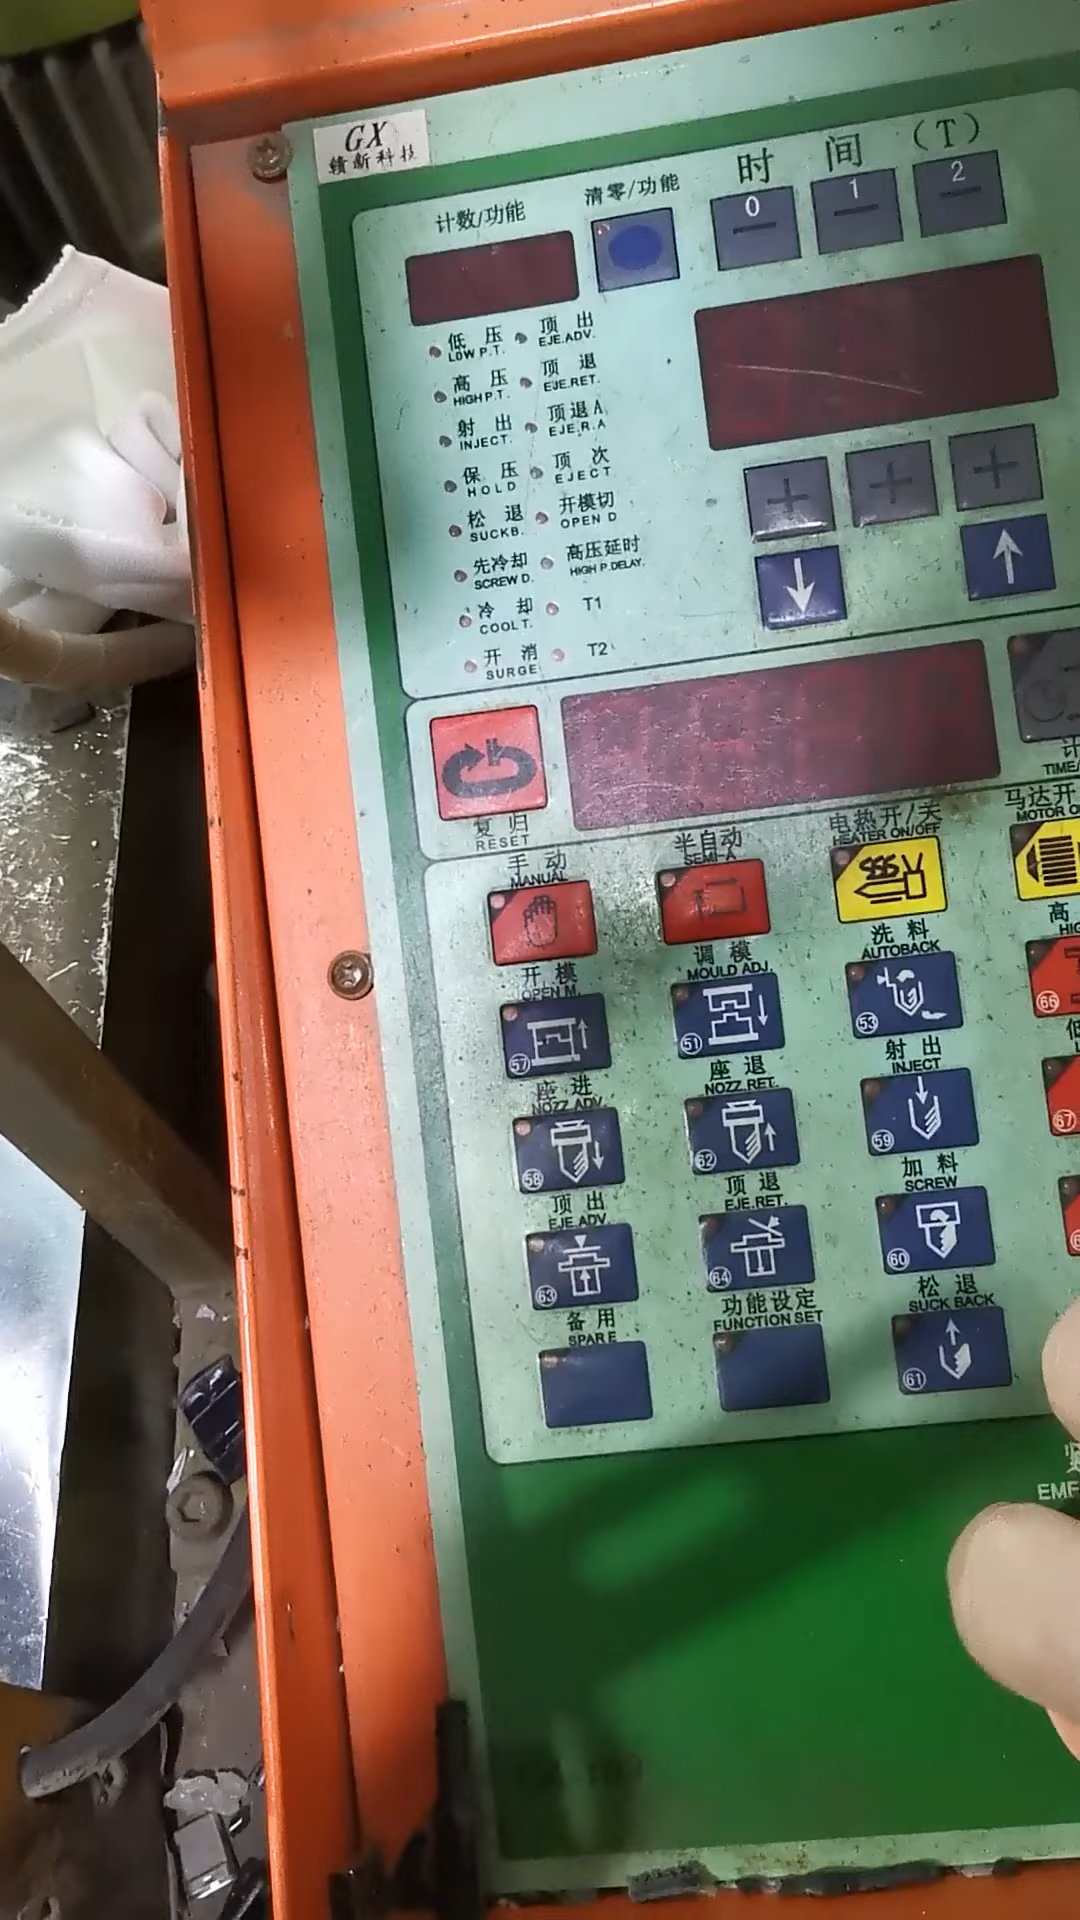 GX
赣新科技
计数/功能
清零/功能
时 间 (T)
0 1 2
低 压
LOW P.T.
顶 出
EJE.ADV.
高 压
HIGH P.T.
顶 退
EJE.RET.
射 出
INJECT.
顶退A
EJE.R.A
保 压
HOLD
顶 次
EJECT
松 退
SUCKB.
开模切
OPEN D
先冷却
SCREW D.
高压延时
HIGH P.DELAY.
冷 却
COOL T.
T1
开 消
SURGE
T2
计
TIME/
复 归
RESET
手 动
MANUAL
半自动
SEMI-A
电热开/关
HEATER ON/OFF
马达开
MOTOR O
开 模
OPEN M.
57
调 模
MOULD ADJ.
51
洗 料
AUTOBACK
53
高
HIG
66
座 进
NOZZ ADV.
58
座 退
NOZZ RET.
62
射 出
INJECT
59
低
67
顶 出
EJE.ADV.
63
顶 退
EJE.RET.
64
加 料
SCREW
60
备 用
SPARE
功能设定
FUNCTION SET
松 退
SUCK BACK
61
EME